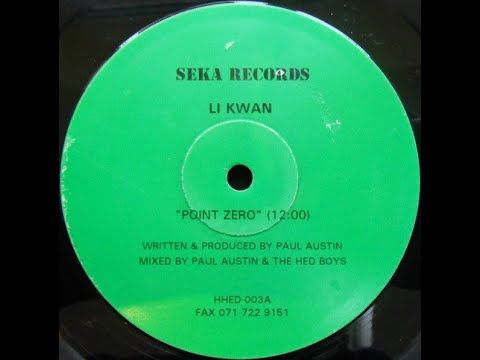 SEKA RECORDS
LI KWAN
"POINT ZERO" (12:00)
WRITTEN & PRODUCED BY PAUL AUSTIN
MIXED BY PAUL AUSTIN & THE HED BOYS
HHED 003A
FAX 071 722 9151